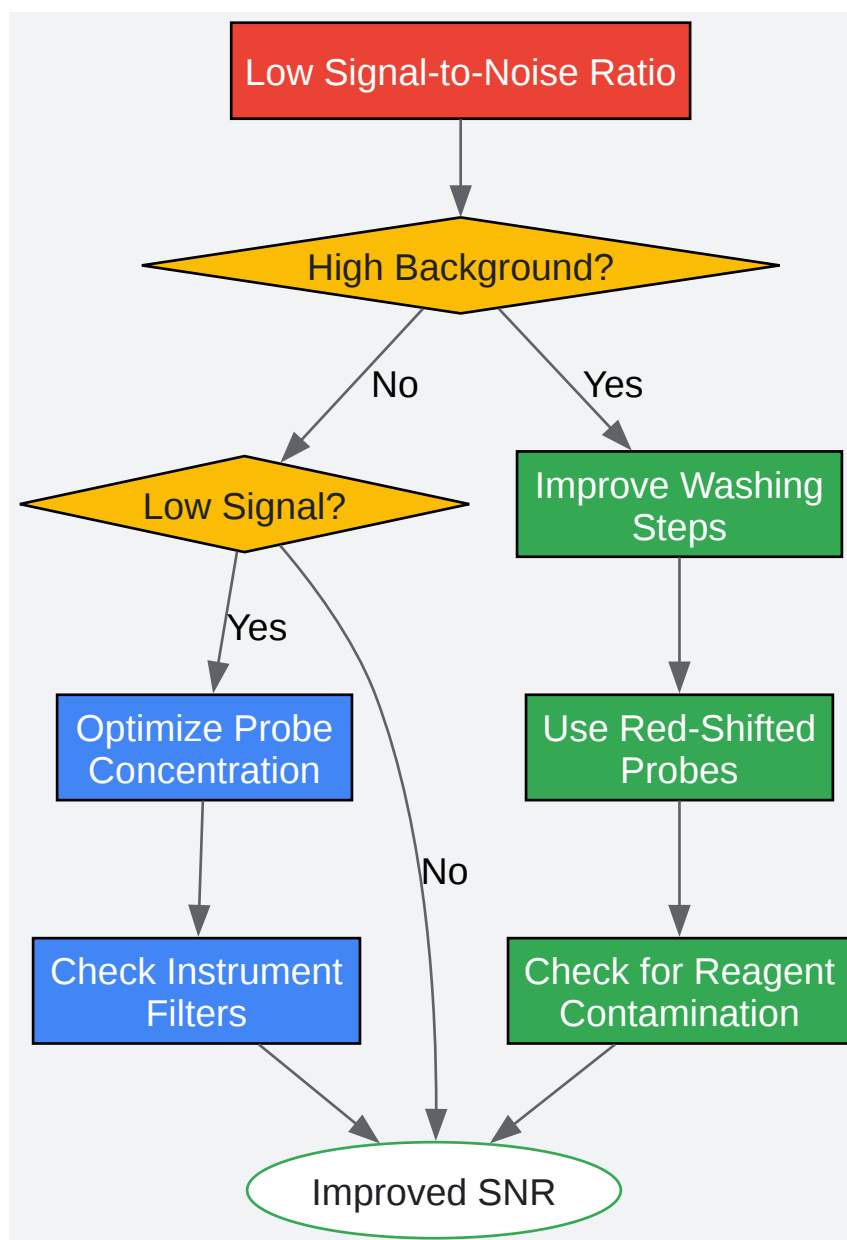 Low Signal-to-Noise Ratio
High Background?
No
Yes
Low Signal?
Improve Washing
Steps
Yes
Optimize Probe
Concentration
Use Red-Shifted
Probes
No
Check Instrument
Filters
Check for Reagent
Contamination
Improved SNR